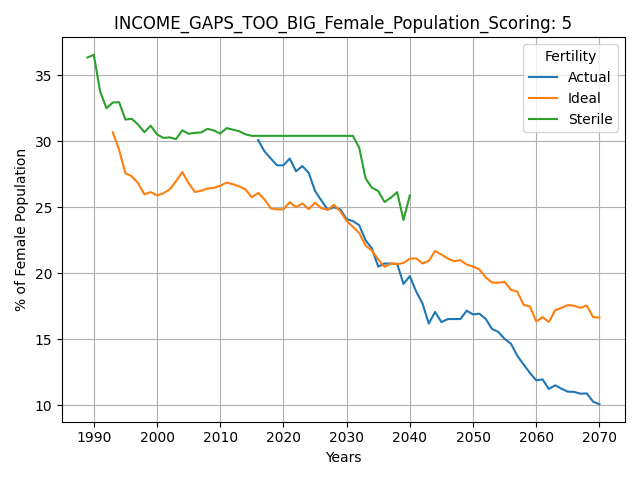 INCOME_GAPS_TOO_BIG_Female_Population_Scoring: 5
Fertility
Actual
Ideal
Sterile
% of Female Population
35
30
25
20
15
10
1990 2000 2010 2020 2030 2040 2050 2060 2070
Years